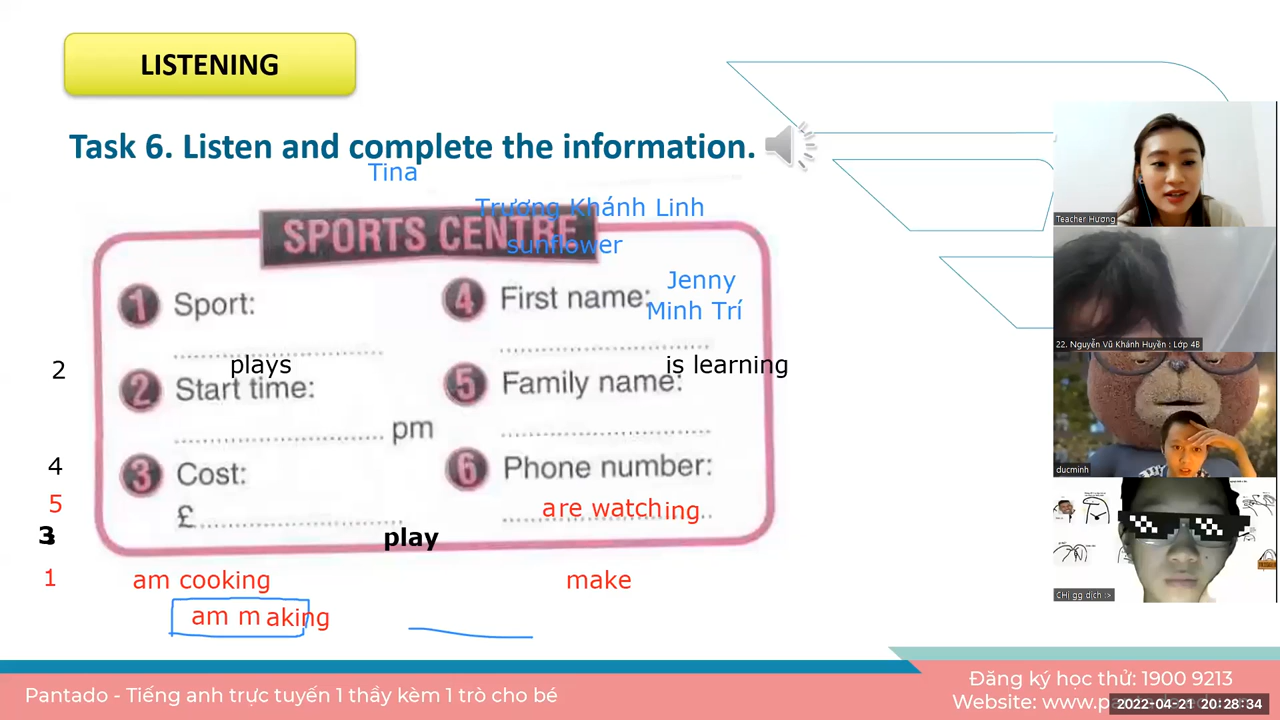 LISTENING
Task 6. Listen and complete the information.
Tina
Trương Khánh Linh
SPORTS CENTRE
sunflower
Jenny
1 Sport:
4 First name:
Minh Trí
2
plays
is learning
2 Start time:
5 Family name:
pm
4
3 Cost:
6 Phone number:
5
£
are watching
3
play
1
am cooking
make
am making
Teacher Hương
22. Nguyễn Vũ Khánh Huyền : Lớp 4B
ducminh
CHị gg dịch :>
Pantado - Tiếng anh trực tuyến 1 thầy kèm 1 trò cho bé
Đăng ký học thử: 1900 9213
Website: www.pa
2022-04-21 20:28:34